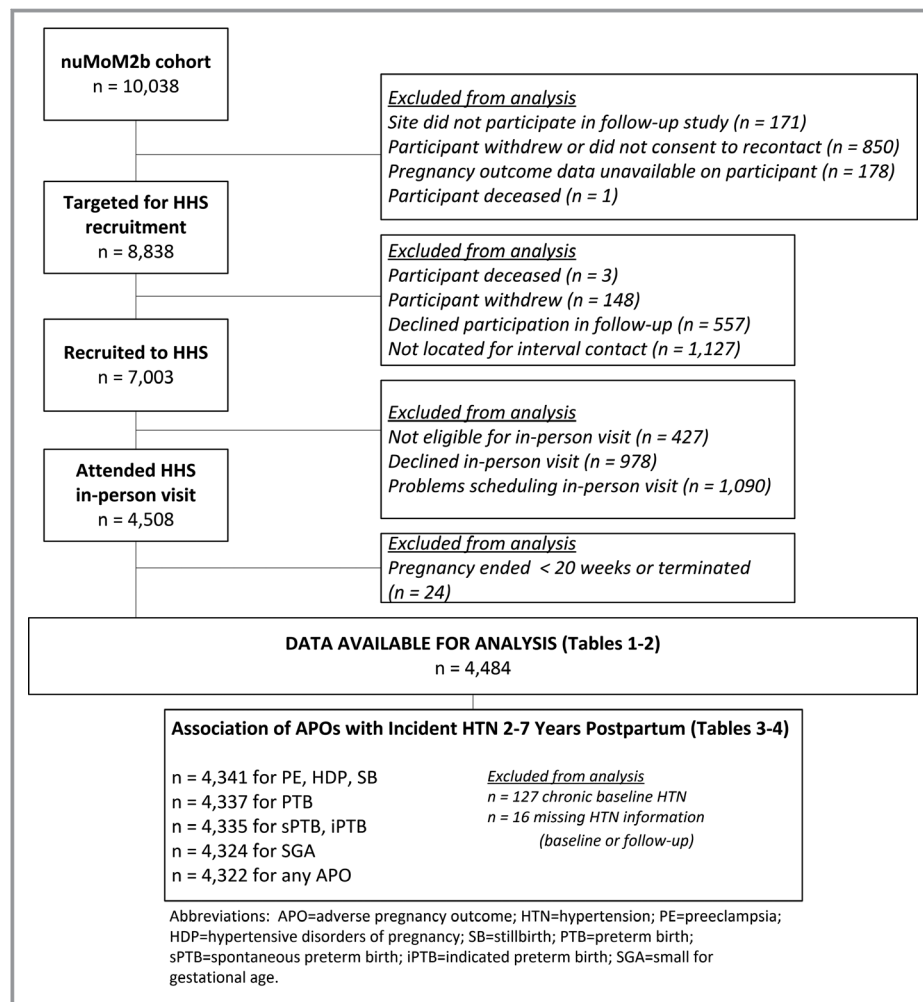 nuMoM2b cohort
n = 10,038
Excluded from analysis
Site did not participate in follow-up study (n = 171)
Participant withdrew or did not consent to recontact (n = 850)
Pregnancy outcome data unavailable on participant (n = 178)
Participant deceased (n = 1)
Targeted for HHS
recruitment
n = 8,838
Excluded from analysis
Participant deceased (n = 3)
Participant withdrew (n = 148)
Declined participation in follow-up (n = 557)
Not located for interval contact (n = 1,127)
Recruited to HHS
n = 7,003
Excluded from analysis
Not eligible for in-person visit (n = 427)
Declined in-person visit (n = 978)
Problems scheduling in-person visit (n = 1,090)
Attended HHS
in-person visit
n = 4,508
Excluded from analysis
Pregnancy ended < 20 weeks or terminated
(n = 24)
DATA AVAILABLE FOR ANALYSIS (Tables 1-2)
n = 4,484
Association of APOs with Incident HTN 2-7 Years Postpartum (Tables 3-4)
n = 4,341 for PE, HDP, SB
n = 4,337 for PTB
n = 4,335 for sPTB, iPTB
n = 4,324 for SGA
n = 4,322 for any APO
Excluded from analysis
n = 127 chronic baseline HTN
n = 16 missing HTN information
(baseline or follow-up)
Abbreviations: APO=adverse pregnancy outcome; HTN=hypertension; PE=preeclampsia;
HDP=hypertensive disorders of pregnancy; SB=stillbirth; PTB=preterm birth;
sPTB=spontaneous preterm birth; iPTB=indicated preterm birth; SGA=small for
gestational age.